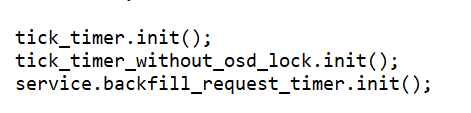 tick_timer.init();
tick_timer_without_osd_lock.init();
service.backfill_request_timer.init();